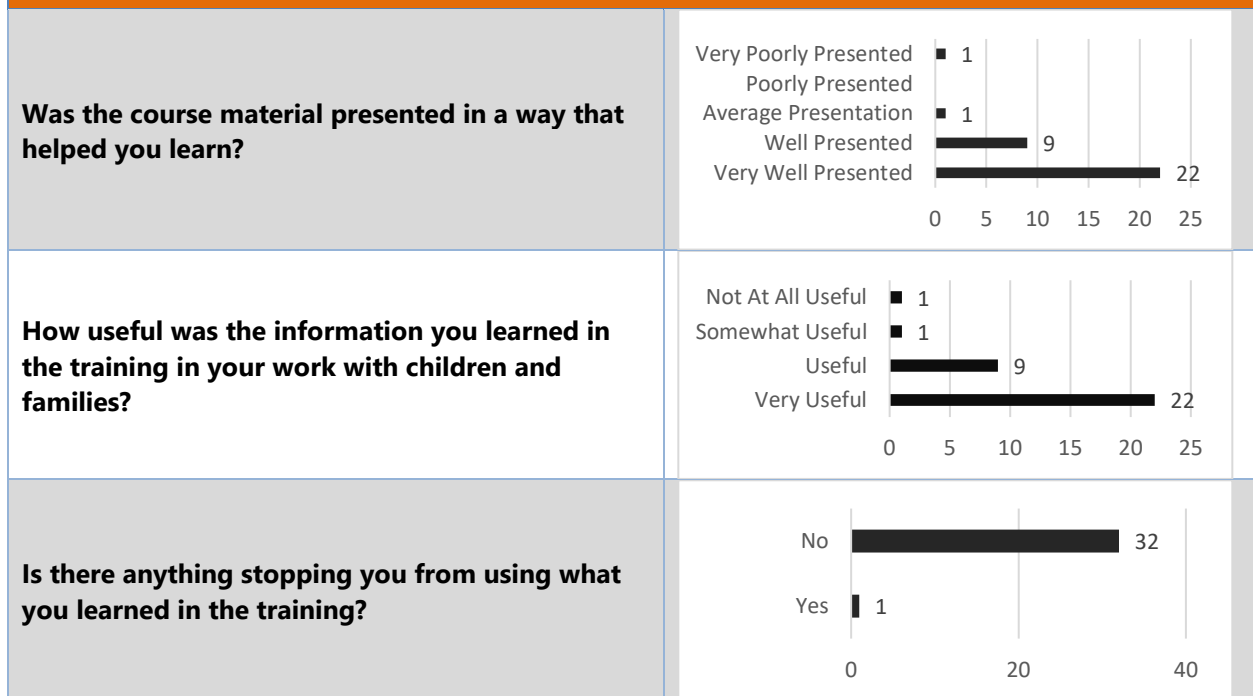 Was the course material presented in a way that
helped you learn?
Very Poorly Presented 1
Poorly Presented
Average Presentation 1
Well Presented 9
Very Well Presented 22
0 5 10 15 20 25
How useful was the information you learned in
the training in your work with children and
families?
Not At All Useful 1
Somewhat Useful 1
Useful 9
Very Useful 22
0 5 10 15 20 25
Is there anything stopping you from using what
you learned in the training?
No 32
Yes 1
0 20 40